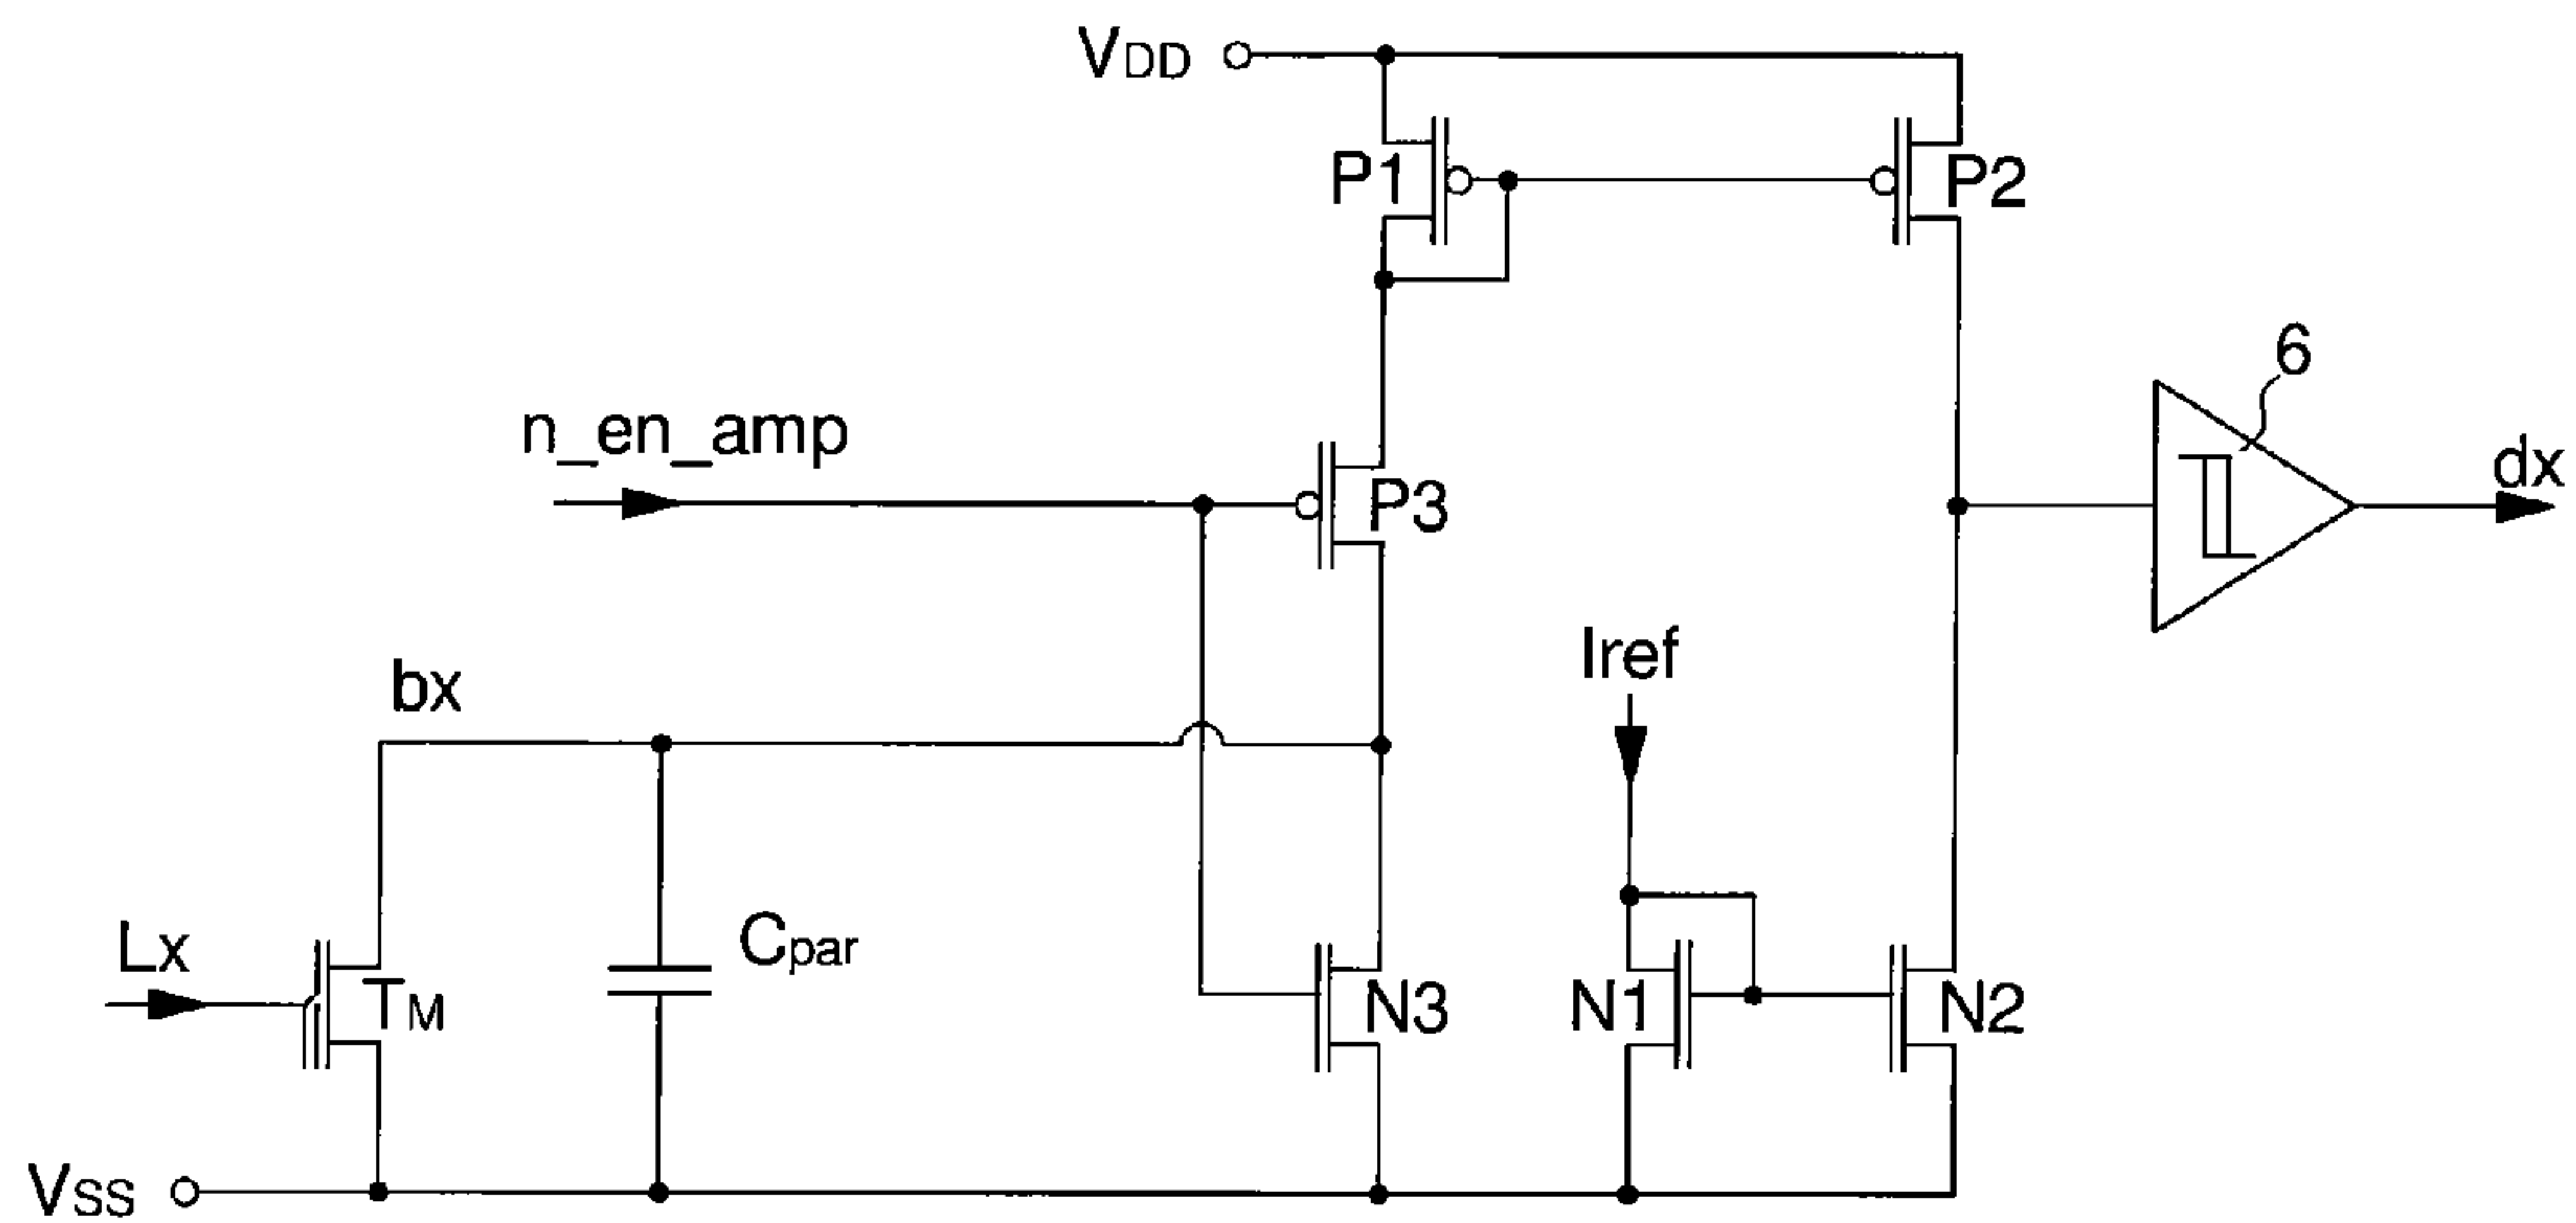 VDD
P1
P2
6
n_en_amp
P3
dx
Iref
bx
Lx
TM
Cpar
N3
N1
N2
VSS